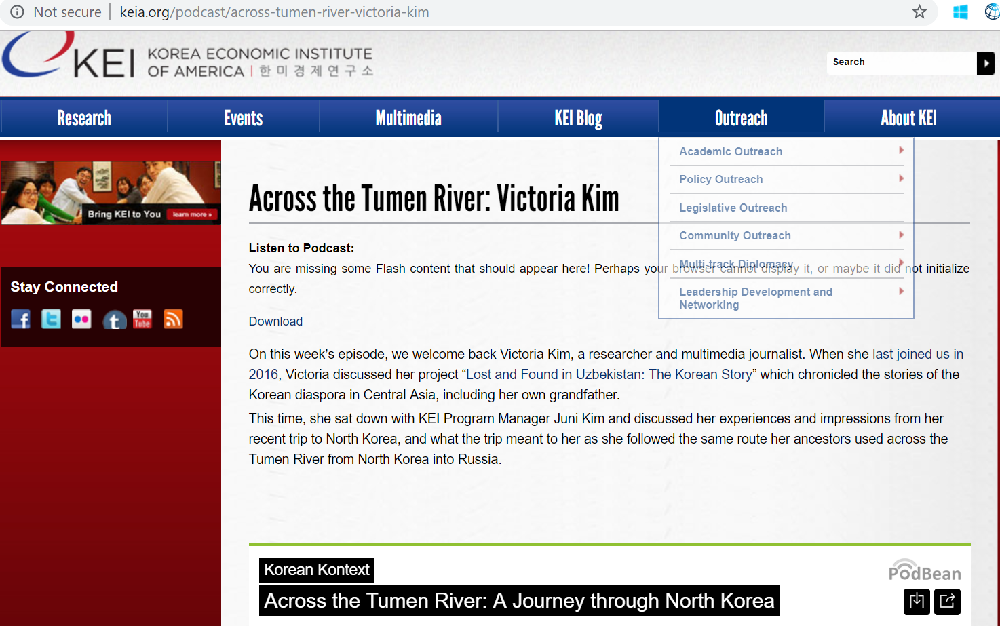 Not secure | keia.org/podcast/across-tumen-river-victoria-kim
KEI KOREA ECONOMIC INSTITUTE
OF AMERICA | 한미경제연구소
Search
Research Events Multimedia KEI Blog Outreach About KEI
Academic Outreach
Policy Outreach
Legislative Outreach
Community Outreach
Multi-track Diplomacy
Leadership Development and
Networking
Bring KEI to You learn more »
Stay Connected
f t t You Tube
Across the Tumen River: Victoria Kim
Listen to Podcast:
You are missing some Flash content that should appear here! Perhaps your browser cannot display it, or maybe it did not initialize
correctly.
Download
On this week’s episode, we welcome back Victoria Kim, a researcher and multimedia journalist. When she last joined us in
2016, Victoria discussed her project “Lost and Found in Uzbekistan: The Korean Story” which chronicled the stories of the
Korean diaspora in Central Asia, including her own grandfather.
This time, she sat down with KEI Program Manager Juni Kim and discussed her experiences and impressions from her
recent trip to North Korea, and what the trip meant to her as she followed the same route her ancestors used across the
Tumen River from North Korea into Russia.
Korean Kontext
PodBean
Across the Tumen River: A Journey through North Korea